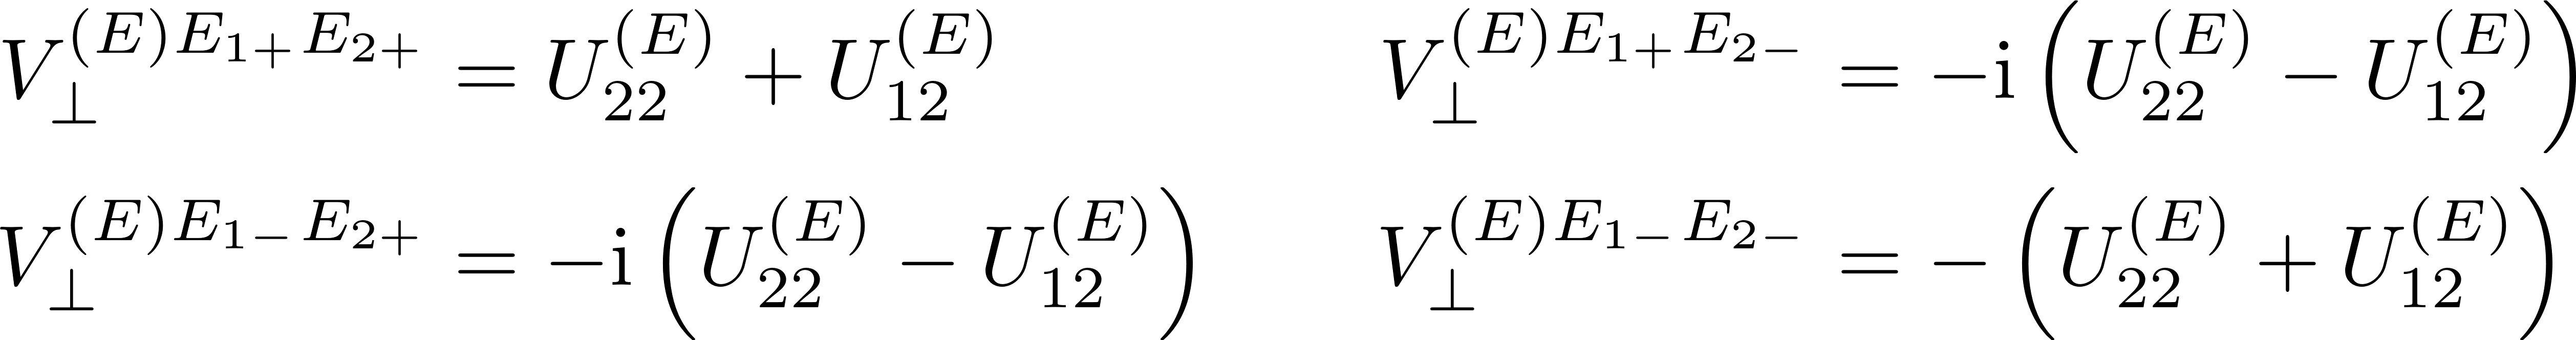 $V_{\perp}^{(E)E_{1+}E_{2+}} = U_{22}^{(E)} + U_{12}^{(E)} \qquad V_{\perp}^{(E)E_{1+}E_{2-}} = -\mathrm{i}\left(U_{22}^{(E)} - U_{12}^{(E)}\right)$
$V_{\perp}^{(E)E_{1-}E_{2+}} = -\mathrm{i}\left(U_{22}^{(E)} - U_{12}^{(E)}\right) \qquad V_{\perp}^{(E)E_{1-}E_{2-}} = -\left(U_{22}^{(E)} + U_{12}^{(E)}\right)$